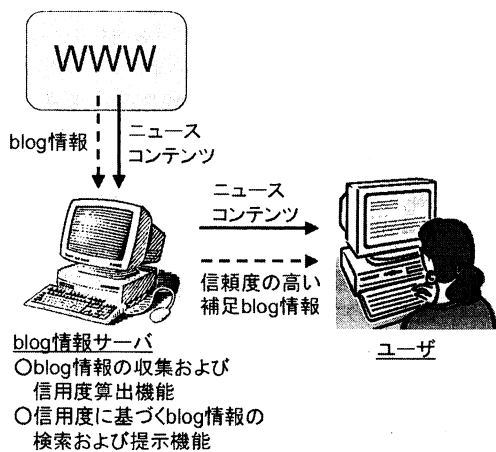 WWW
blog情報
ニュース
コンテンツ
ニュース
コンテンツ
信頼度の高い
補足blog情報
blog情報サーバ
○blog情報の収集および
信用度算出機能
○信用度に基づくblog情報の
検索および提示機能
ユーザ